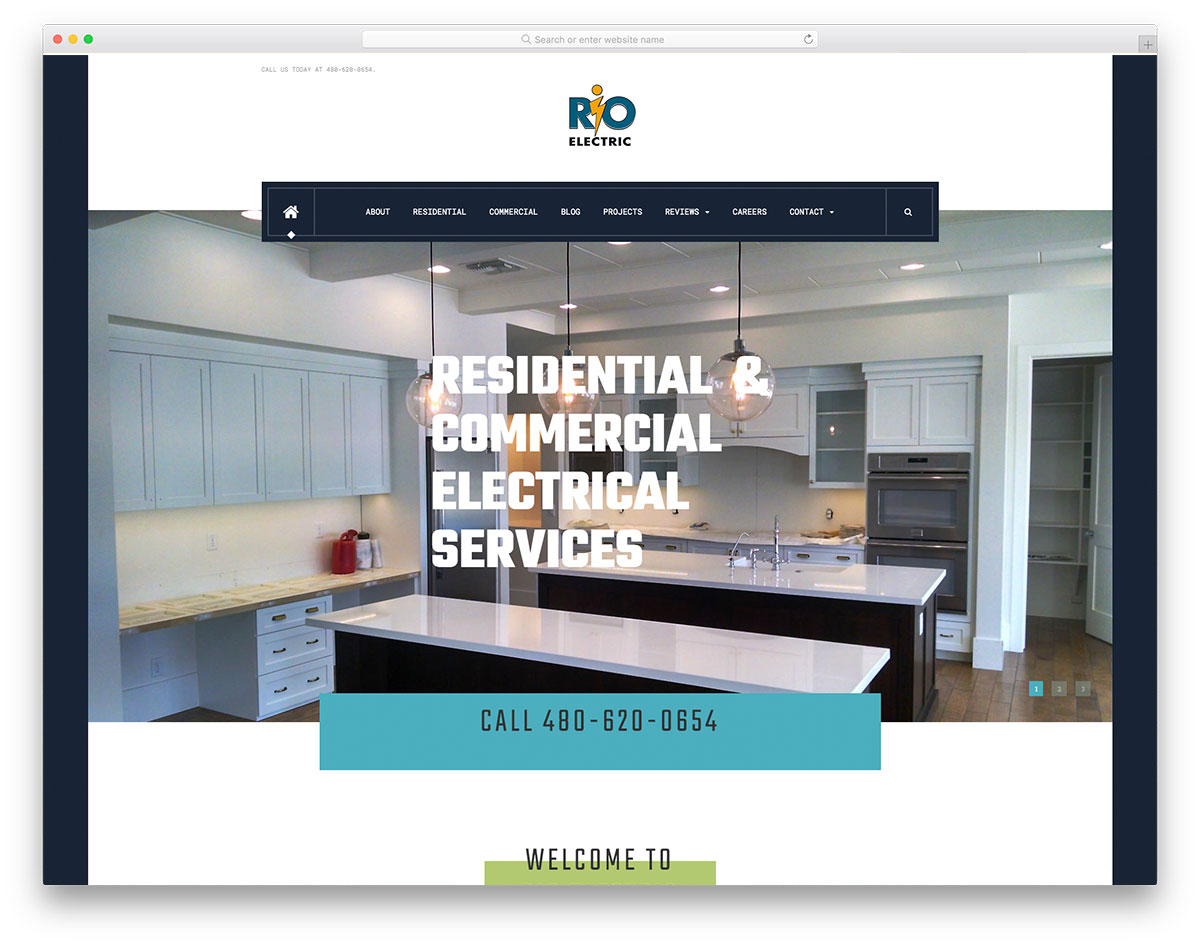 Search or enter website name
CALL US TODAY AT 480-620-0654.
RIO
ELECTRIC
ABOUT RESIDENTIAL COMMERCIAL BLOG PROJECTS REVIEWS CAREERS CONTACT
RESIDENTIAL &
COMMERCIAL
ELECTRICAL
SERVICES
1 2 3
CALL 480-620-0654
WELCOME TO